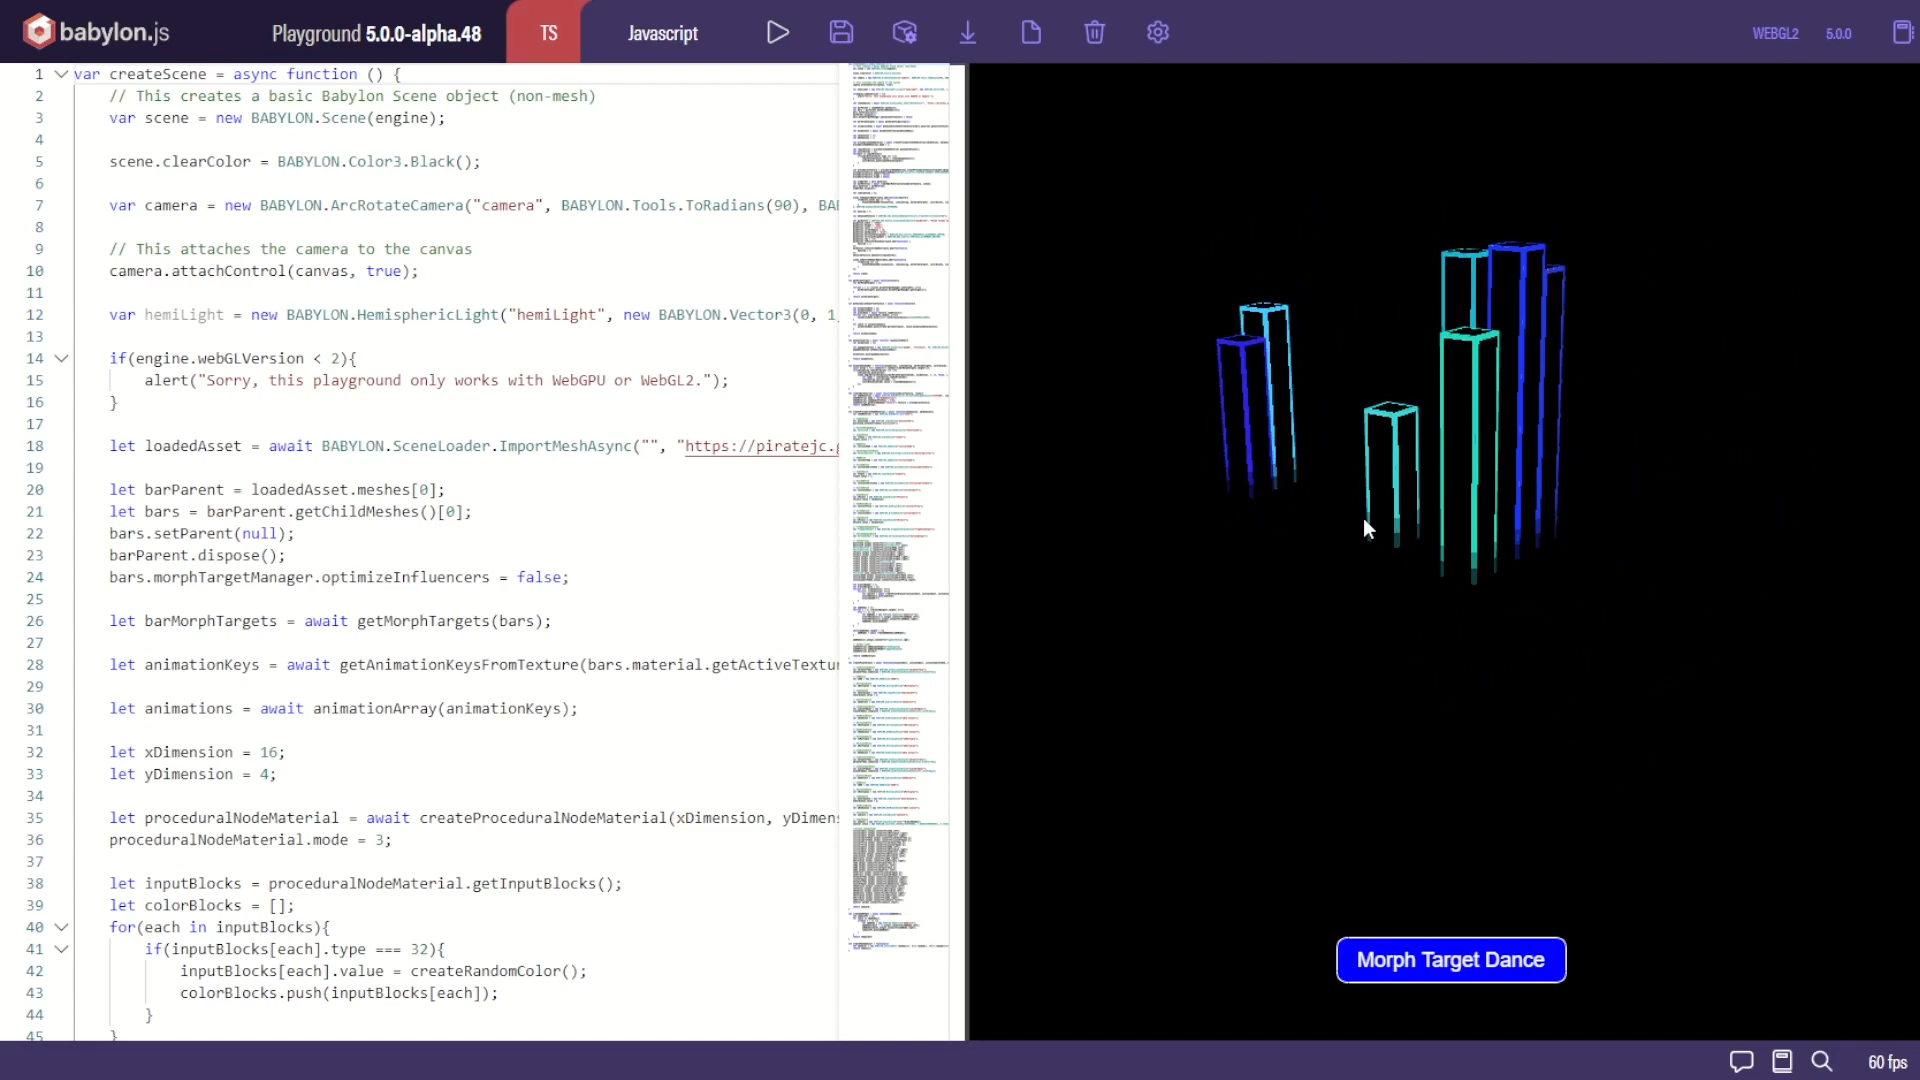 babylon.js Playground 5.0.0-alpha.48 TS Javascript WEBGL2 5.0.0
1 var createScene = async function () {
2 // This creates a basic Babylon Scene object (non-mesh)
3 var scene = new BABYLON.Scene(engine);
4
5 scene.clearColor = BABYLON.Color3.Black();
6
7 var camera = new BABYLON.ArcRotateCamera("camera", BABYLON.Tools.ToRadians(90), BA
8
9 // This attaches the camera to the canvas
10 camera.attachControl(canvas, true);
11
12 var hemiLight = new BABYLON.HemisphericLight("hemiLight", new BABYLON.Vector3(0, 1
13
14 if(engine.webGLVersion < 2){
15 alert("Sorry, this playground only works with WebGPU or WebGL2.");
16 }
17
18 let loadedAsset = await BABYLON.SceneLoader.ImportMeshAsync("", "https://piratejc.g
19
20 let barParent = loadedAsset.meshes[0];
21 let bars = barParent.getChildMeshes()[0];
22 bars.setParent(null);
23 barParent.dispose();
24 bars.morphTargetManager.optimizeInfluencers = false;
25
26 let barMorphTargets = await getMorphTargets(bars);
27
28 let animationKeys = await getAnimationKeysFromTexture(bars.material.getActiveTextu
29
30 let animations = await animationArray(animationKeys);
31
32 let xDimension = 16;
33 let yDimension = 4;
34
35 let proceduralNodeMaterial = await createProceduralNodeMaterial(xDimension, yDimens
36 proceduralNodeMaterial.mode = 3;
37
38 let inputBlocks = proceduralNodeMaterial.getInputBlocks();
39 let colorBlocks = [];
40 for(each in inputBlocks){
41 if(inputBlocks[each].type === 32){
42 inputBlocks[each].value = createRandomColor();
43 colorBlocks.push(inputBlocks[each]);
44 }
45 }
Morph Target Dance
60 fps